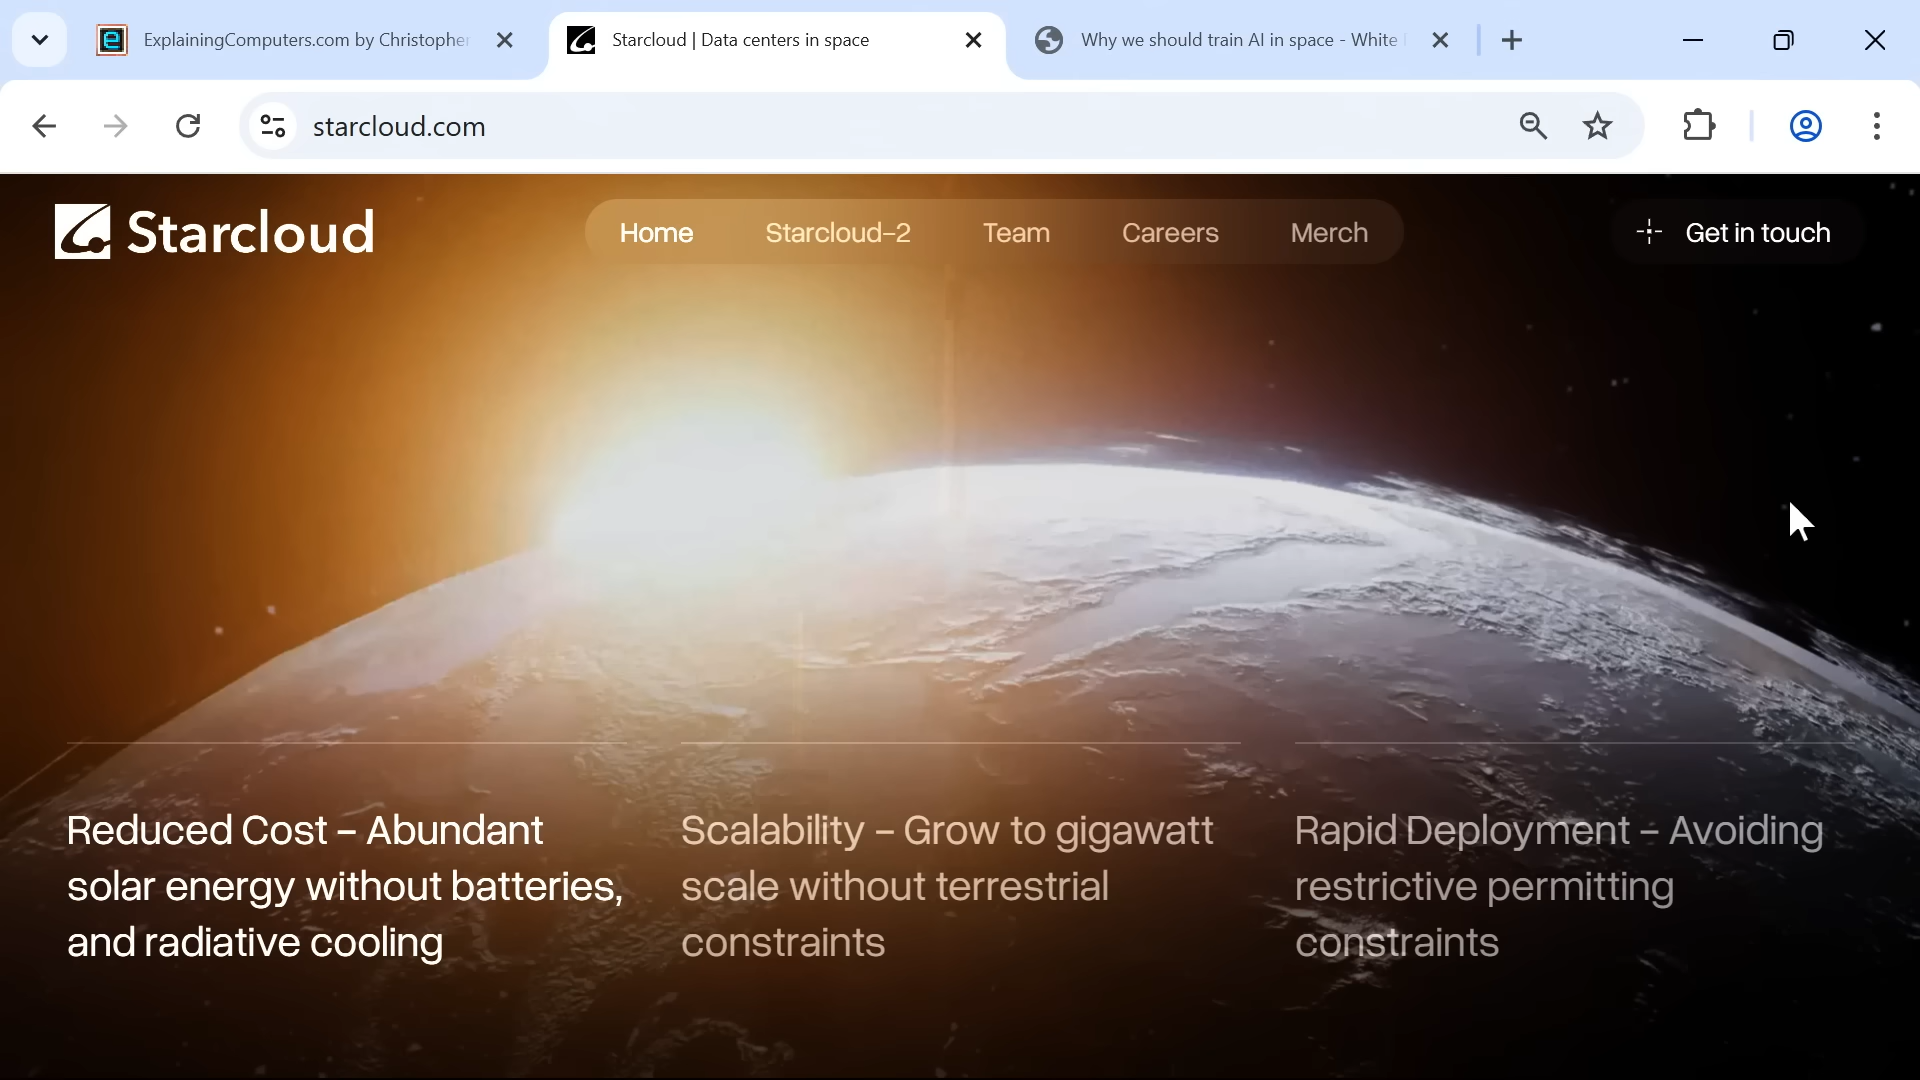 ExplainingComputers.com by Christopher
Starcloud | Data centers in space
Why we should train AI in space - White
starcloud.com
Starcloud
Home
Starcloud-2
Team
Careers
Merch
Get in touch
Reduced Cost – Abundant
solar energy without batteries,
and radiative cooling
Scalability – Grow to gigawatt
scale without terrestrial
constraints
Rapid Deployment – Avoiding
restrictive permitting
constraints